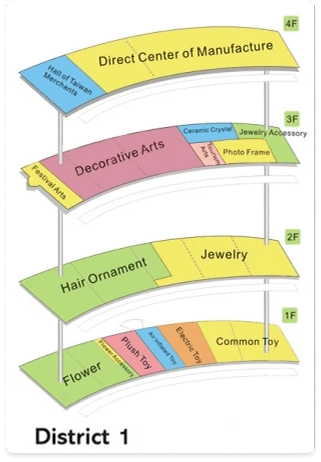 4F
Direct Center of Manufacture
Hall of Taiwan
Merchants
3F
Ceramic Crystal
Jewelry Accessory
Decorative Arts
Tourism
Arts
Photo Frame
Festival Arts
2F
Jewelry
Hair Ornament
1F
Common Toy
Electric Toy
An Inflated Toy
Plush Toy
Flower Accessory
Flower
District 1